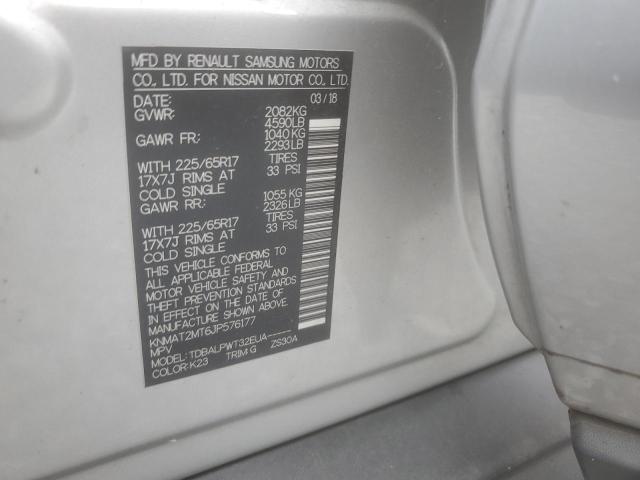 MFD BY RENAULT SAMSUNG MOTORS
CO., LTD. FOR NISSAN MOTOR CO., LTD.
DATE: 03/18
GVWR: 2082KG
4590LB
GAWR FR: 1040KG
2293LB
WITH 225/65R17 TIRES
17X7J RIMS AT 33 PSI
COLD SINGLE
GAWR RR: 1055KG
2326LB
WITH 225/65R17 TIRES
17X7J RIMS AT 33 PSI
COLD SINGLE
THIS VEHICLE CONFORMS TO
ALL APPLICABLE FEDERAL
MOTOR VEHICLE SAFETY AND
THEFT PREVENTION STANDARDS
IN EFFECT ON THE DATE OF
MANUFACTURE SHOWN ABOVE.
KNMAT2MT6JP576177
MPV
MODEL: TDBALPWT32EUA-----
COLOR: K23 TRIM: G ZS30A